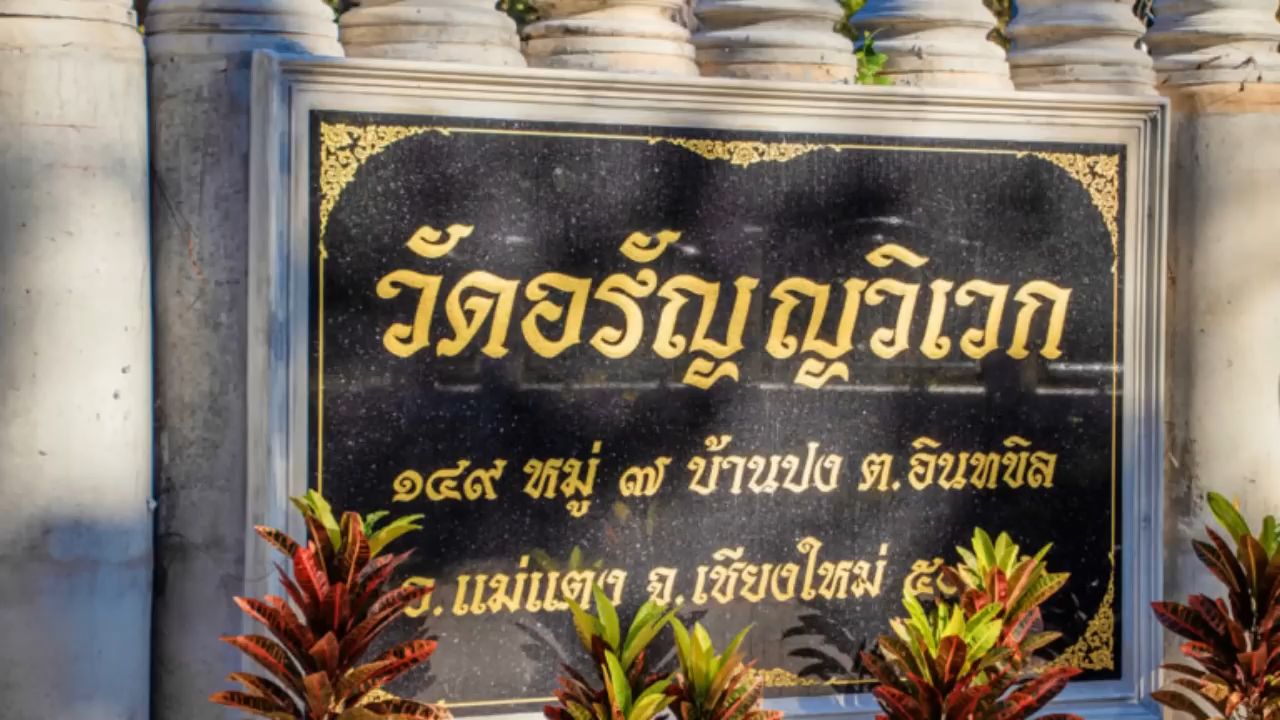 วัดอรัญญวิเวก
๑๔๙ หมู่ ๗ บ้านปง ต.อินทขิล
อ.แม่แตง จ.เชียงใหม่